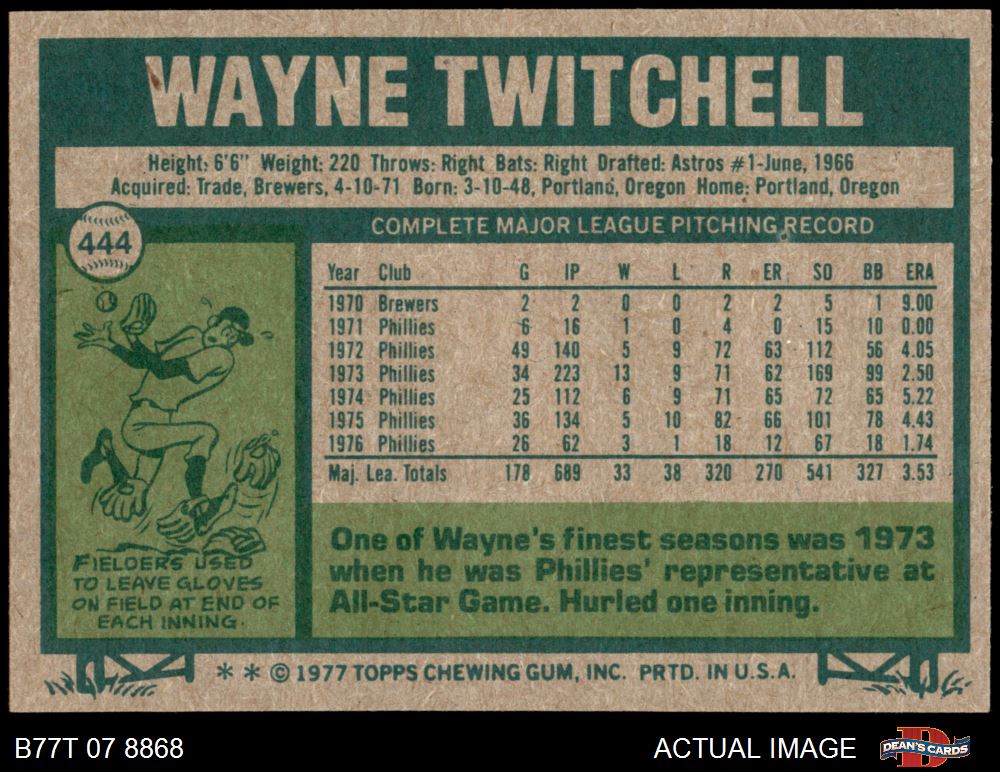 WAYNE TWITCHELL
Height: 6'6" Weight: 220 Throws: Right Bats: Right Drafted: Astros #1-June, 1966
Acquired: Trade, Brewers, 4-10-71 Born: 3-10-48, Portland, Oregon Home: Portland, Oregon
444
COMPLETE MAJOR LEAGUE PITCHING RECORD
Year Club G IP W L R ER SO BB ERA
1970 Brewers 2 2 0 0 2 2 5 1 9.00
1971 Phillies 6 16 1 0 4 0 15 10 0.00
1972 Phillies 49 140 5 9 72 63 112 56 4.05
1973 Phillies 34 223 13 9 71 62 169 99 2.50
1974 Phillies 25 112 6 9 71 65 72 65 5.22
1975 Phillies 36 134 5 10 82 66 101 78 4.43
1976 Phillies 26 62 3 1 18 12 67 18 1.74
Maj. Lea. Totals 178 689 33 38 320 270 541 327 3.53
FIELDERS USED
TO LEAVE GLOVES
ON FIELD AT END OF
EACH INNING.
One of Wayne's finest seasons was 1973
when he was Phillies' representative at
All-Star Game. Hurled one inning.
* * © 1977 TOPPS CHEWING GUM, INC. PRTD. IN U.S.A.
B77T 07 8868
ACTUAL IMAGE
D
DEAN'S CARDS